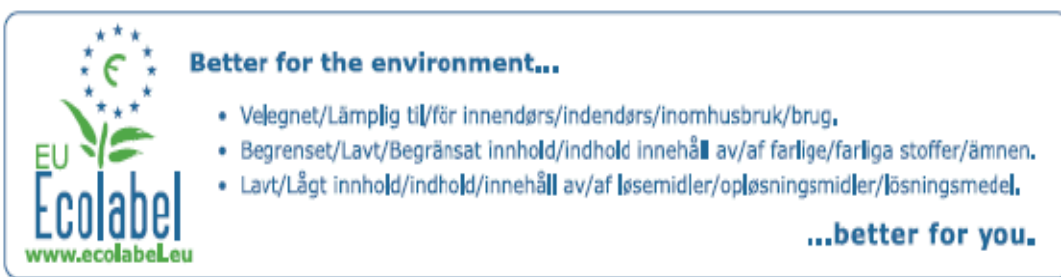 Better for the environment...
• Velegnet/Lämplig til/för innendørs/indendørs/inomhusbruk/brug.
• Begrenset/Lavt/Begränsat innhold/indhold innehåll av/af farlige/farliga stoffer/ämnen.
• Lavt/Lågt innhold/indhold/innehåll av/af løsemidler/opløsningsmidler/lösningsmedel.
...better for you.
EU
Ecolabel
www.ecolabel.eu